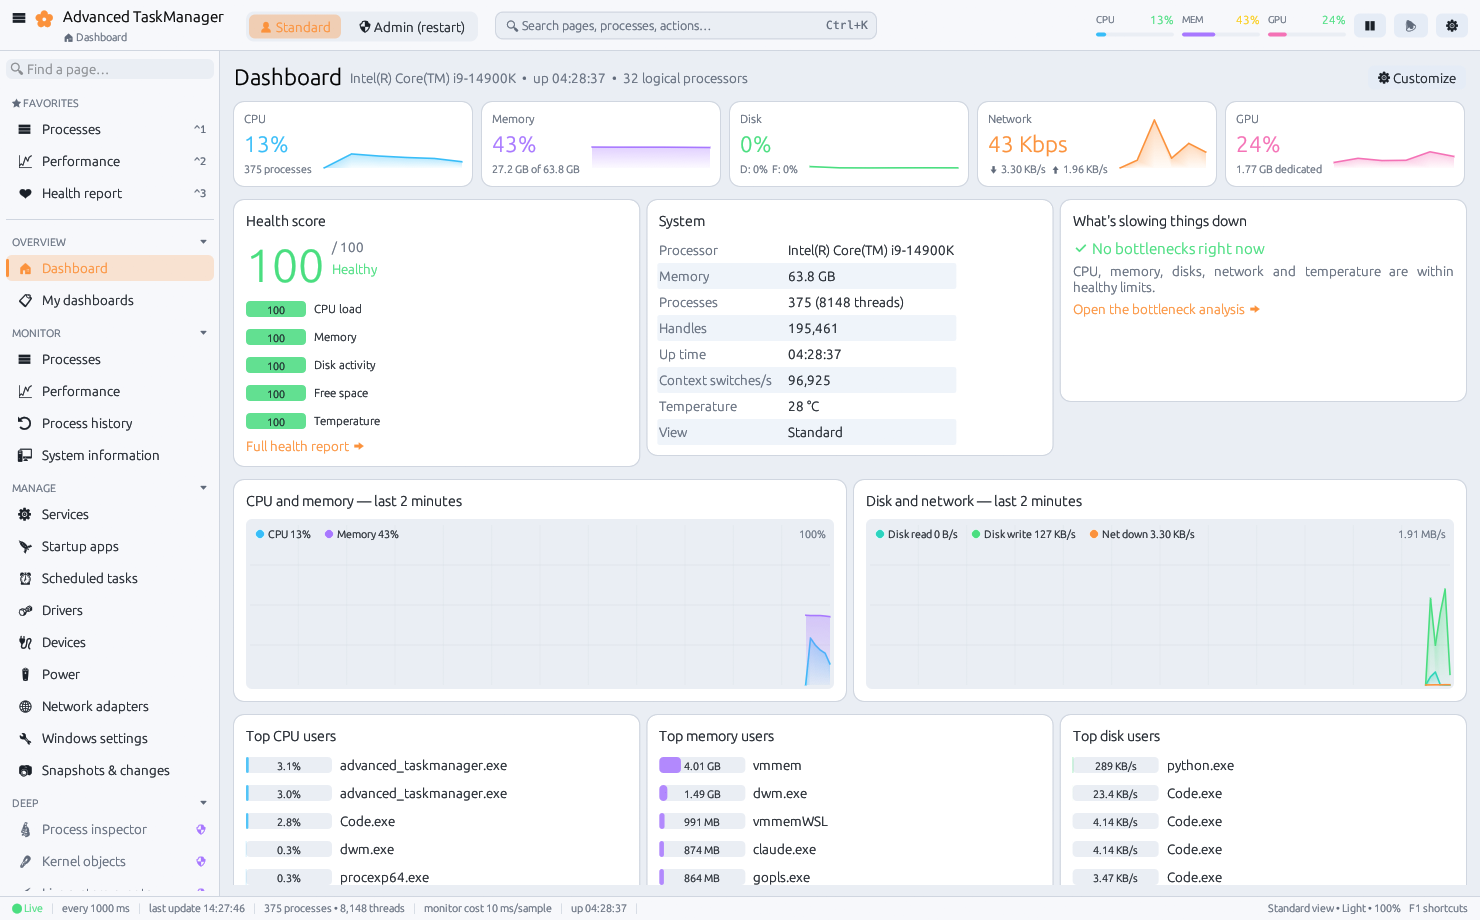 Advanced TaskManager
Dashboard
Standard
Admin (restart)
Search pages, processes, actions...
Ctrl+K
CPU 13%
MEM 43%
GPU 24%
Find a page...
FAVORITES
Processes ^1
Performance ^2
Health report ^3
OVERVIEW
Dashboard
My dashboards
MONITOR
Processes
Performance
Process history
System information
MANAGE
Services
Startup apps
Scheduled tasks
Drivers
Devices
Power
Network adapters
Windows settings
Snapshots & changes
DEEP
Process inspector
Kernel objects
Dashboard
Intel(R) Core(TM) i9-14900K • up 04:28:37 • 32 logical processors
Customize
CPU
13%
375 processes
Memory
43%
27.2 GB of 63.8 GB
Disk
0%
D: 0% F: 0%
Network
43 Kbps
3.30 KB/s 1.96 KB/s
GPU
24%
1.77 GB dedicated
Health score
100 / 100
Healthy
100 CPU load
100 Memory
100 Disk activity
100 Free space
100 Temperature
Full health report
System
Processor Intel(R) Core(TM) i9-14900K
Memory 63.8 GB
Processes 375 (8148 threads)
Handles 195,461
Up time 04:28:37
Context switches/s 96,925
Temperature 28 °C
View Standard
What's slowing things down
No bottlenecks right now
CPU, memory, disks, network and temperature are within
healthy limits.
Open the bottleneck analysis
CPU and memory — last 2 minutes
CPU 13% Memory 43% 100%
Disk and network — last 2 minutes
Disk read 0 B/s Disk write 127 KB/s Net down 3.30 KB/s 1.91 MB/s
Top CPU users
3.1% advanced_taskmanager.exe
3.0% advanced_taskmanager.exe
2.8% Code.exe
0.3% dwm.exe
0.3% procexp64.exe
Top memory users
4.01 GB vmmem
1.49 GB dwm.exe
991 MB vmmemWSL
874 MB claude.exe
864 MB gopls.exe
Top disk users
289 KB/s python.exe
23.4 KB/s Code.exe
4.14 KB/s Code.exe
4.14 KB/s Code.exe
3.47 KB/s Code.exe
Live
every 1000 ms
last update 14:27:46
375 processes • 8,148 threads
monitor cost 10 ms/sample
up 04:28:37
Standard view • Light • 100% F1 shortcuts